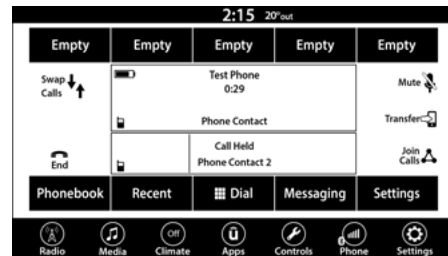 2:15 20°out
Empty Empty Empty Empty Empty
Swap
Calls
Test Phone
0:29
Phone Contact
Mute
Transfer
End
Call Held
Phone Contact 2
Join
Calls
Phonebook Recent Dial Messaging Settings
Off
Radio Media Climate Apps Controls Phone Settings